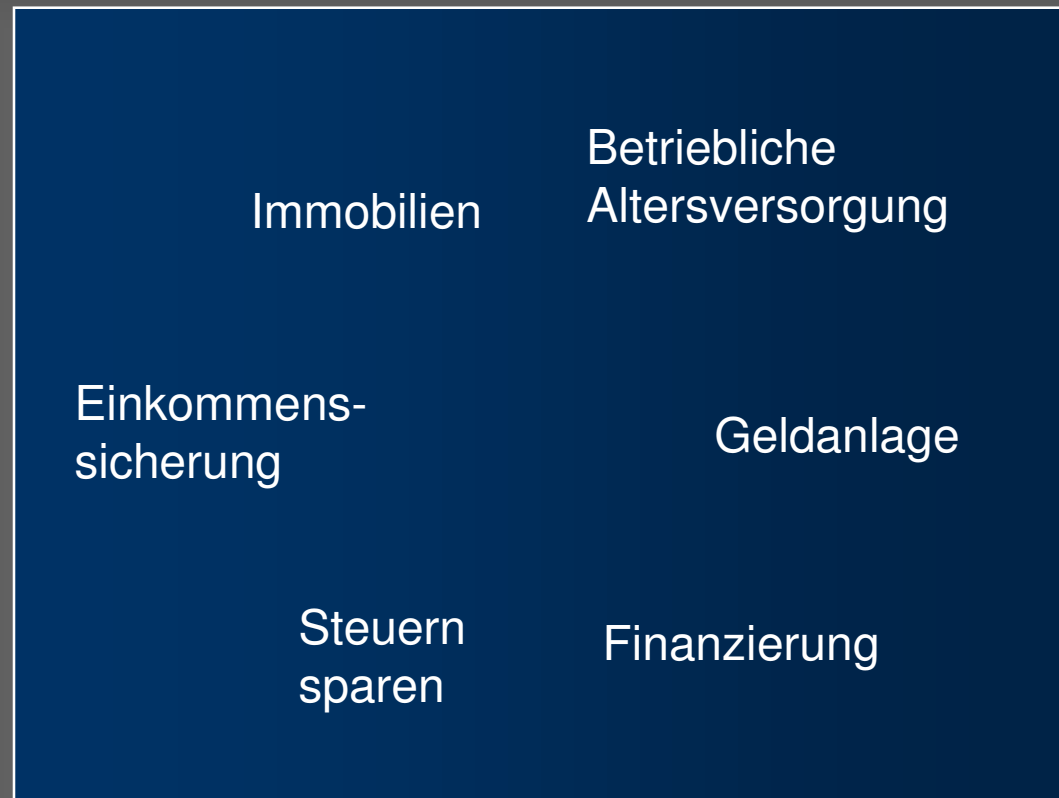 Immobilien
Betriebliche
Altersversorgung
Einkommens-
sicherung
Geldanlage
Steuern
sparen
Finanzierung